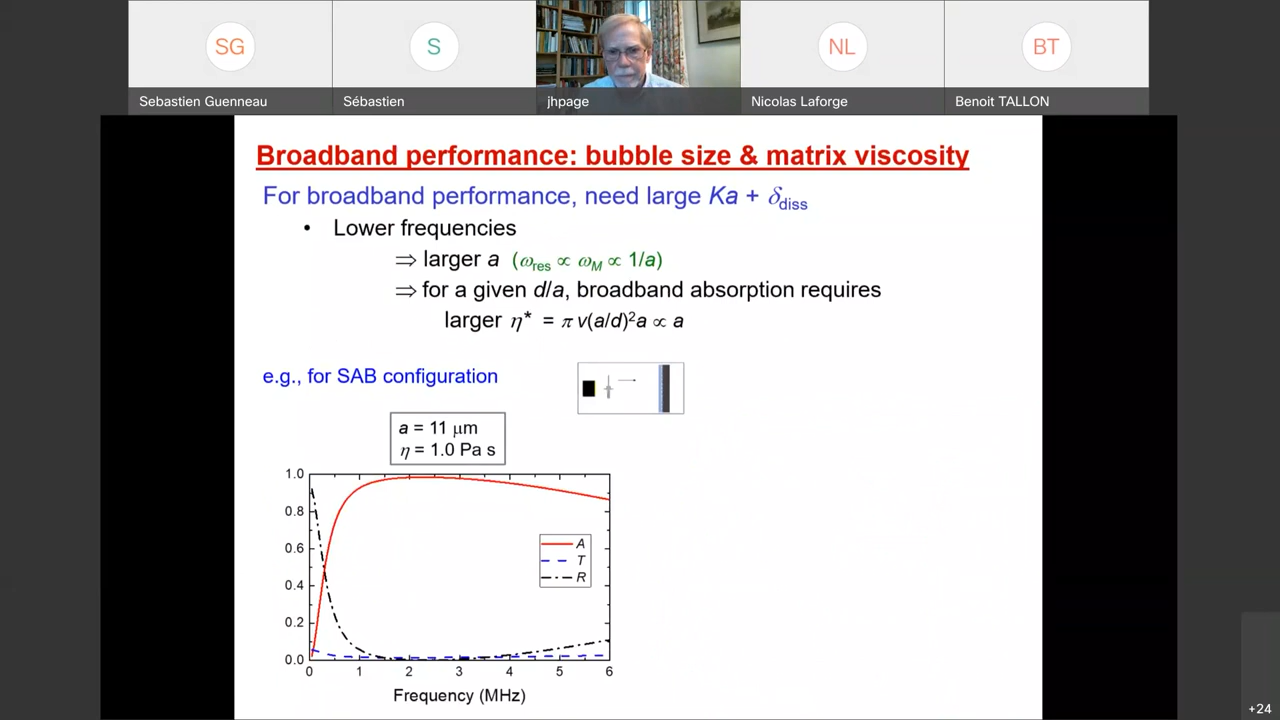 SG
S
NL
BT
Sebastien Guenneau
Sébastien
jhpage
Nicolas Laforge
Benoit TALLON
Broadband performance: bubble size & matrix viscosity
For broadband performance, need large Ka + δdiss
• Lower frequencies
⇒ larger a (ωres ∝ ωM ∝ 1/a)
⇒ for a given d/a, broadband absorption requires
larger η* = π v(a/d)²a ∝ a
e.g., for SAB configuration
a = 11 μm
η = 1.0 Pa s
1.0
0.8
0.6
0.4
0.2
0.0
A
T
R
0 1 2 3 4 5 6
Frequency (MHz)
+24